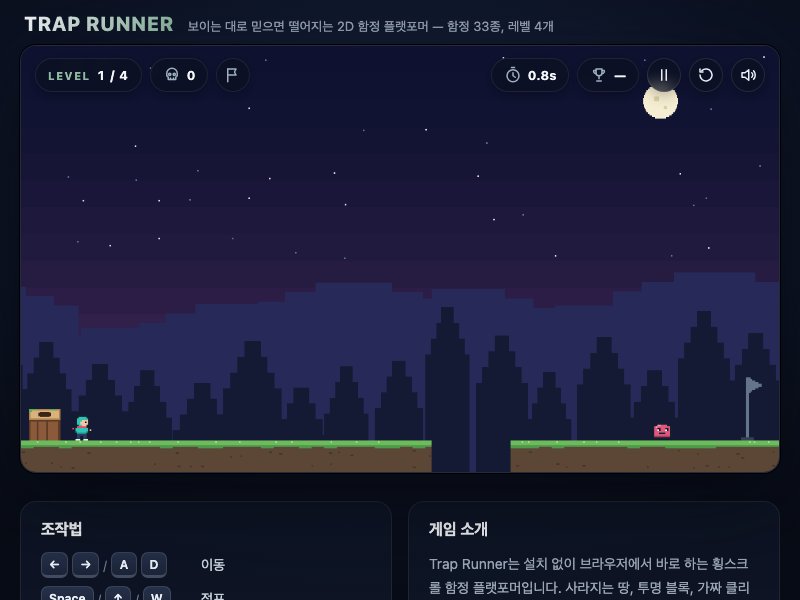 TRAP RUNNER 보이는 대로 믿으면 떨어지는 2D 함정 플랫포머 — 함정 33종, 레벨 4개
LEVEL 1 / 4 0 0.8s —
조작법
← → / A D 이동
Space / ↑ / W 점프
게임 소개
Trap Runner는 설치 없이 브라우저에서 바로 하는 횡스크
롤 함정 플랫포머입니다. 사라지는 땅, 투명 블록, 가짜 클리